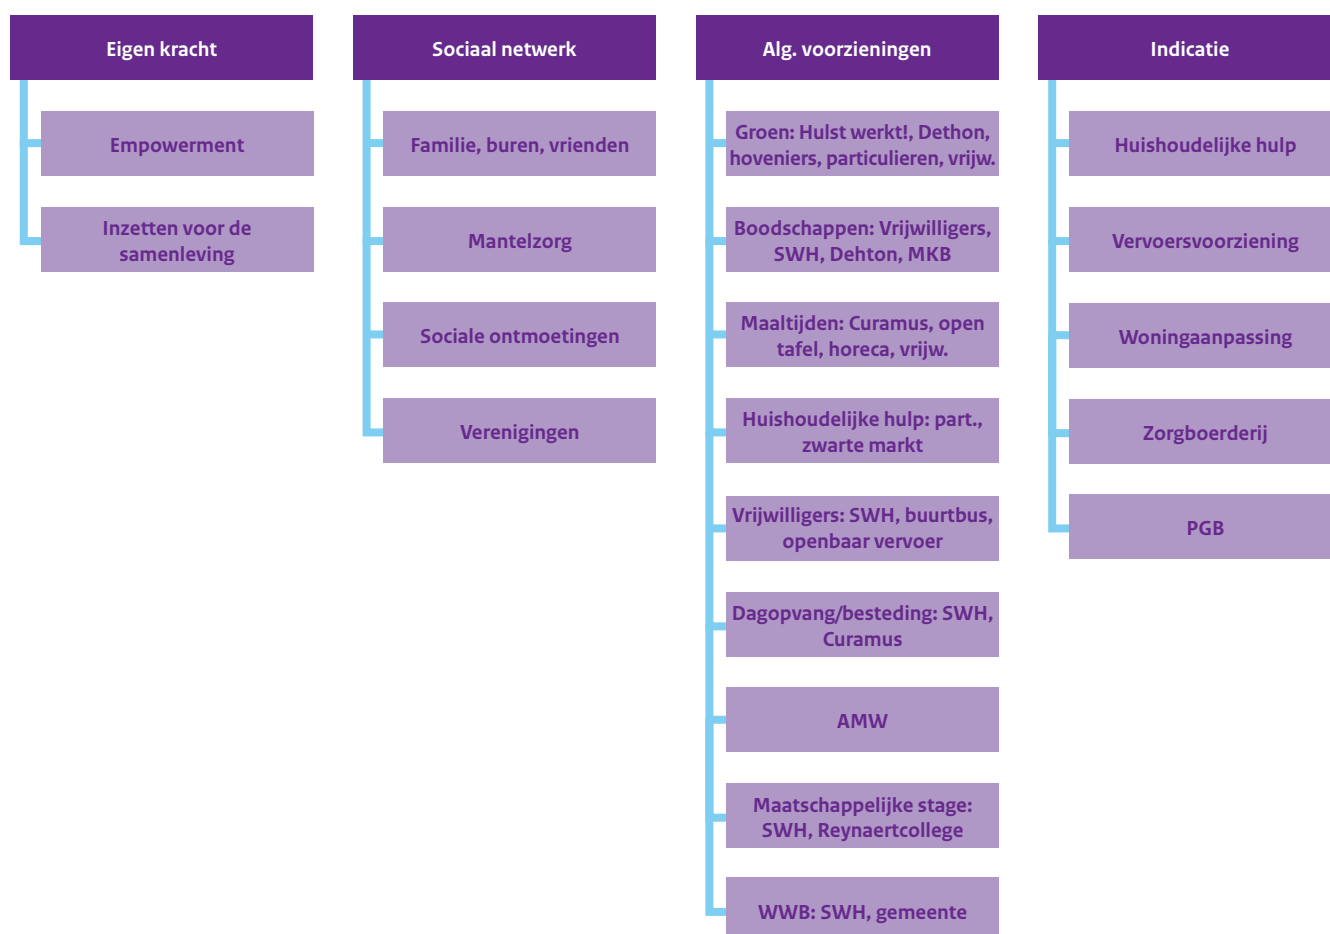 Eigen kracht
Empowerment
Inzetten voor de
samenleving
Sociaal netwerk
Familie, buren, vrienden
Mantelzorg
Sociale ontmoetingen
Verenigingen
Alg. voorzieningen
Groen: Hulst werkt!, Dethon,
hoveniers, particulieren, vrijw.
Boodschappen: Vrijwilligers,
SWH, Dehton, MKB
Maaltijden: Curamus, open
tafel, horeca, vrijw.
Huishoudelijke hulp: part.,
zwarte markt
Vrijwilligers: SWH, buurtbus,
openbaar vervoer
Dagopvang/besteding: SWH,
Curamus
AMW
Maatschappelijke stage:
SWH, Reynaertcollege
WWB: SWH, gemeente
Indicatie
Huishoudelijke hulp
Vervoersvoorziening
Woningaanpassing
Zorgboerderij
PGB